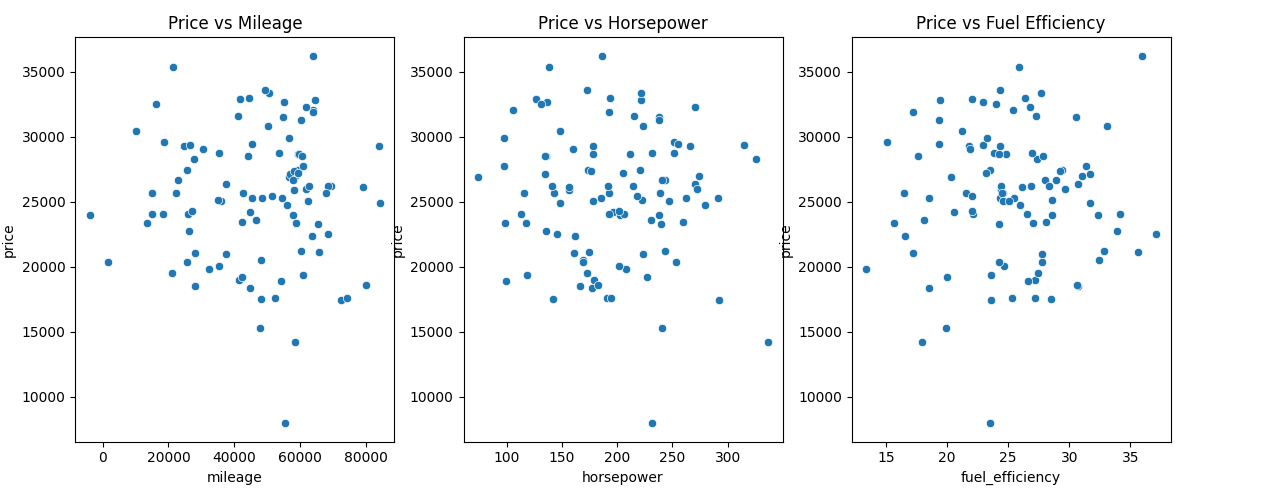 Price vs Mileage
35000
30000
25000
20000
15000
10000
price
0 20000 40000 60000 80000
mileage
Price vs Horsepower
35000
30000
25000
20000
15000
10000
price
100 150 200 250 300
horsepower
Price vs Fuel Efficiency
35000
30000
25000
20000
15000
10000
price
15 20 25 30 35
fuel_efficiency